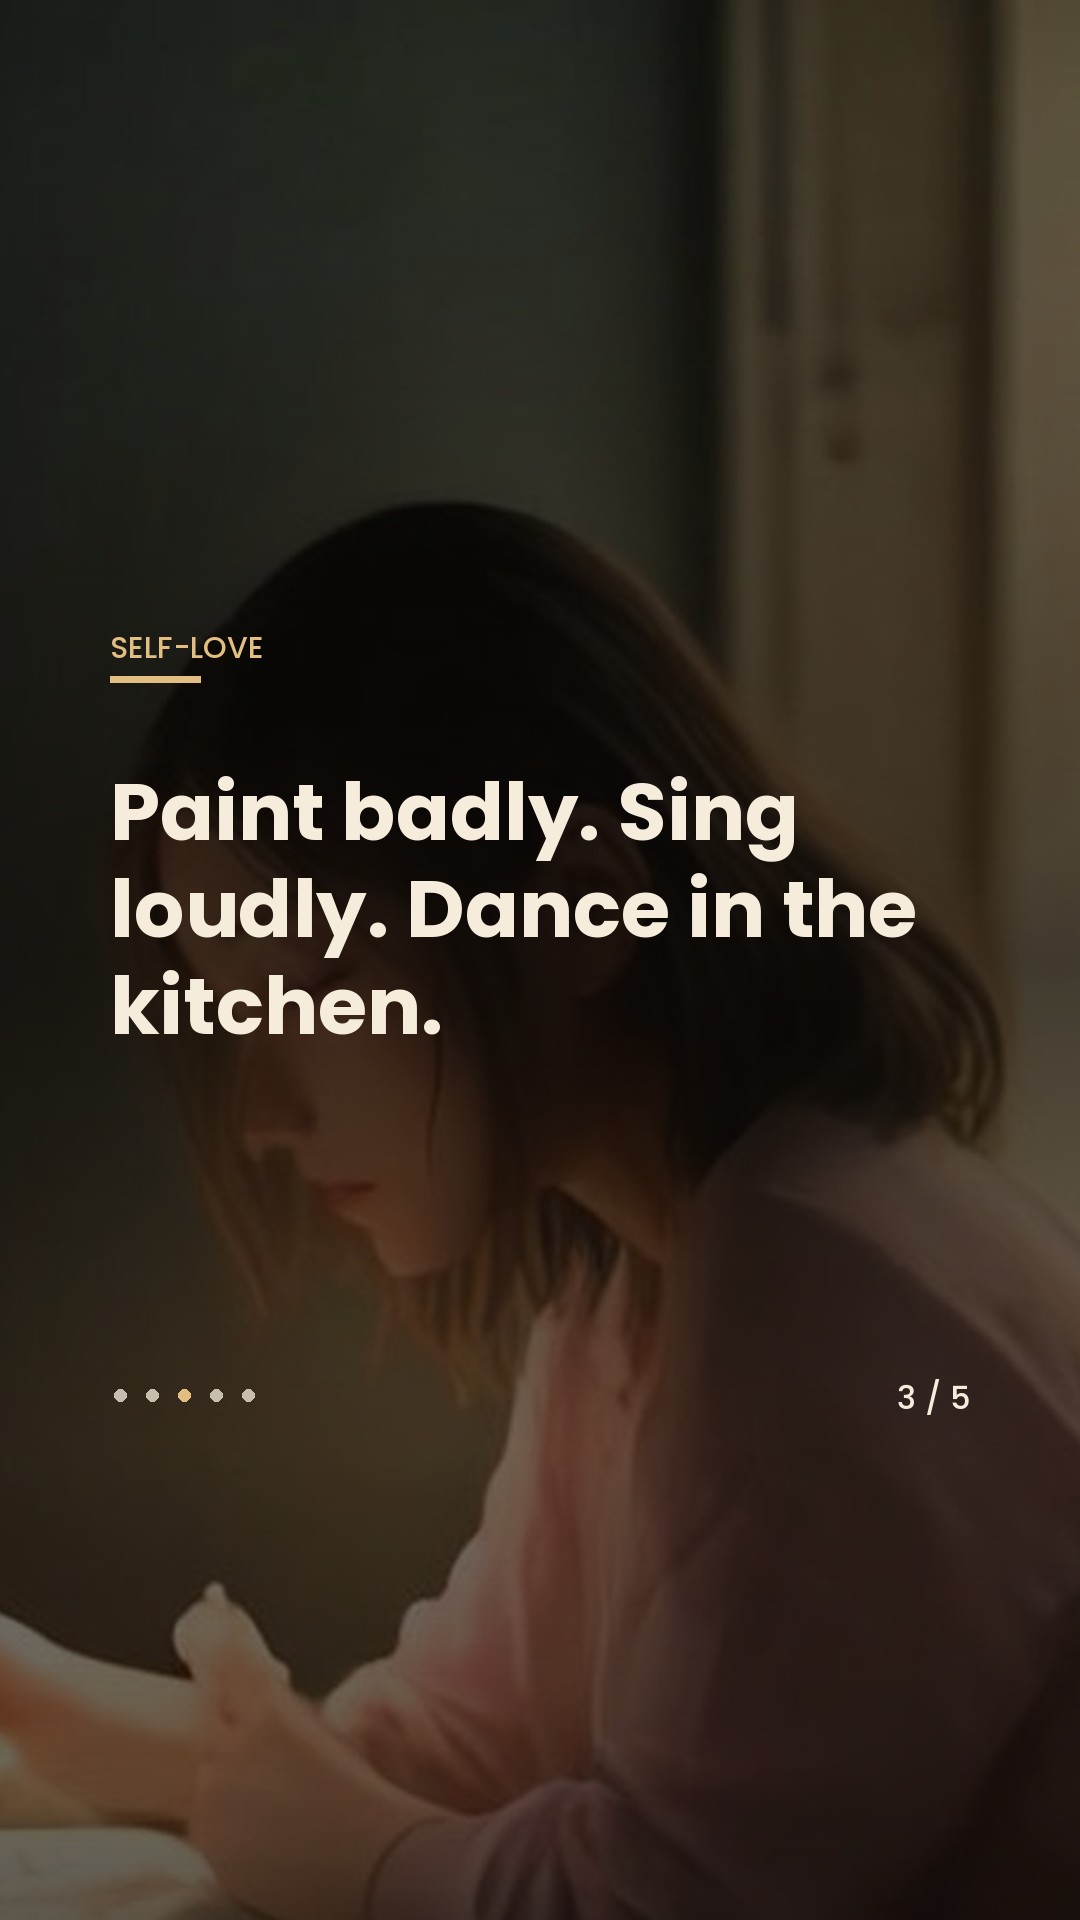 SELF-LOVE
Paint badly. Sing
loudly. Dance in the
kitchen.
3 / 5